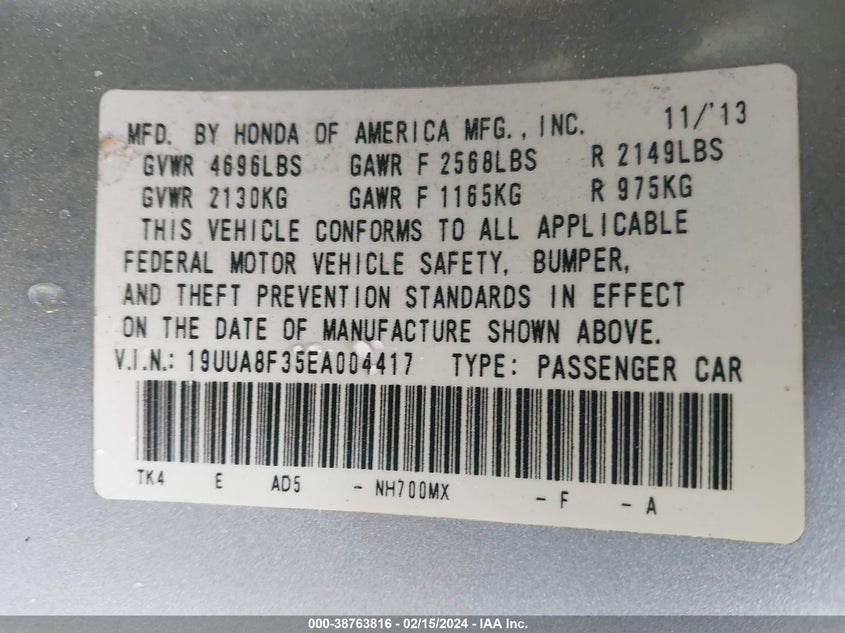 MFD. BY HONDA OF AMERICA MFG., INC. 11/'13
GVWR 4696LBS GAWR F 2568LBS R 2149LBS
GVWR 2130KG GAWR F 1165KG R 975KG
THIS VEHICLE CONFORMS TO ALL APPLICABLE
FEDERAL MOTOR VEHICLE SAFETY, BUMPER,
AND THEFT PREVENTION STANDARDS IN EFFECT
ON THE DATE OF MANUFACTURE SHOWN ABOVE.
V.I.N.: 19UUA8F35EA004417 TYPE: PASSENGER CAR
TK4 E AD5 - NH700MX - F - A
000-38763816 - 02/15/2024 - IAA Inc.